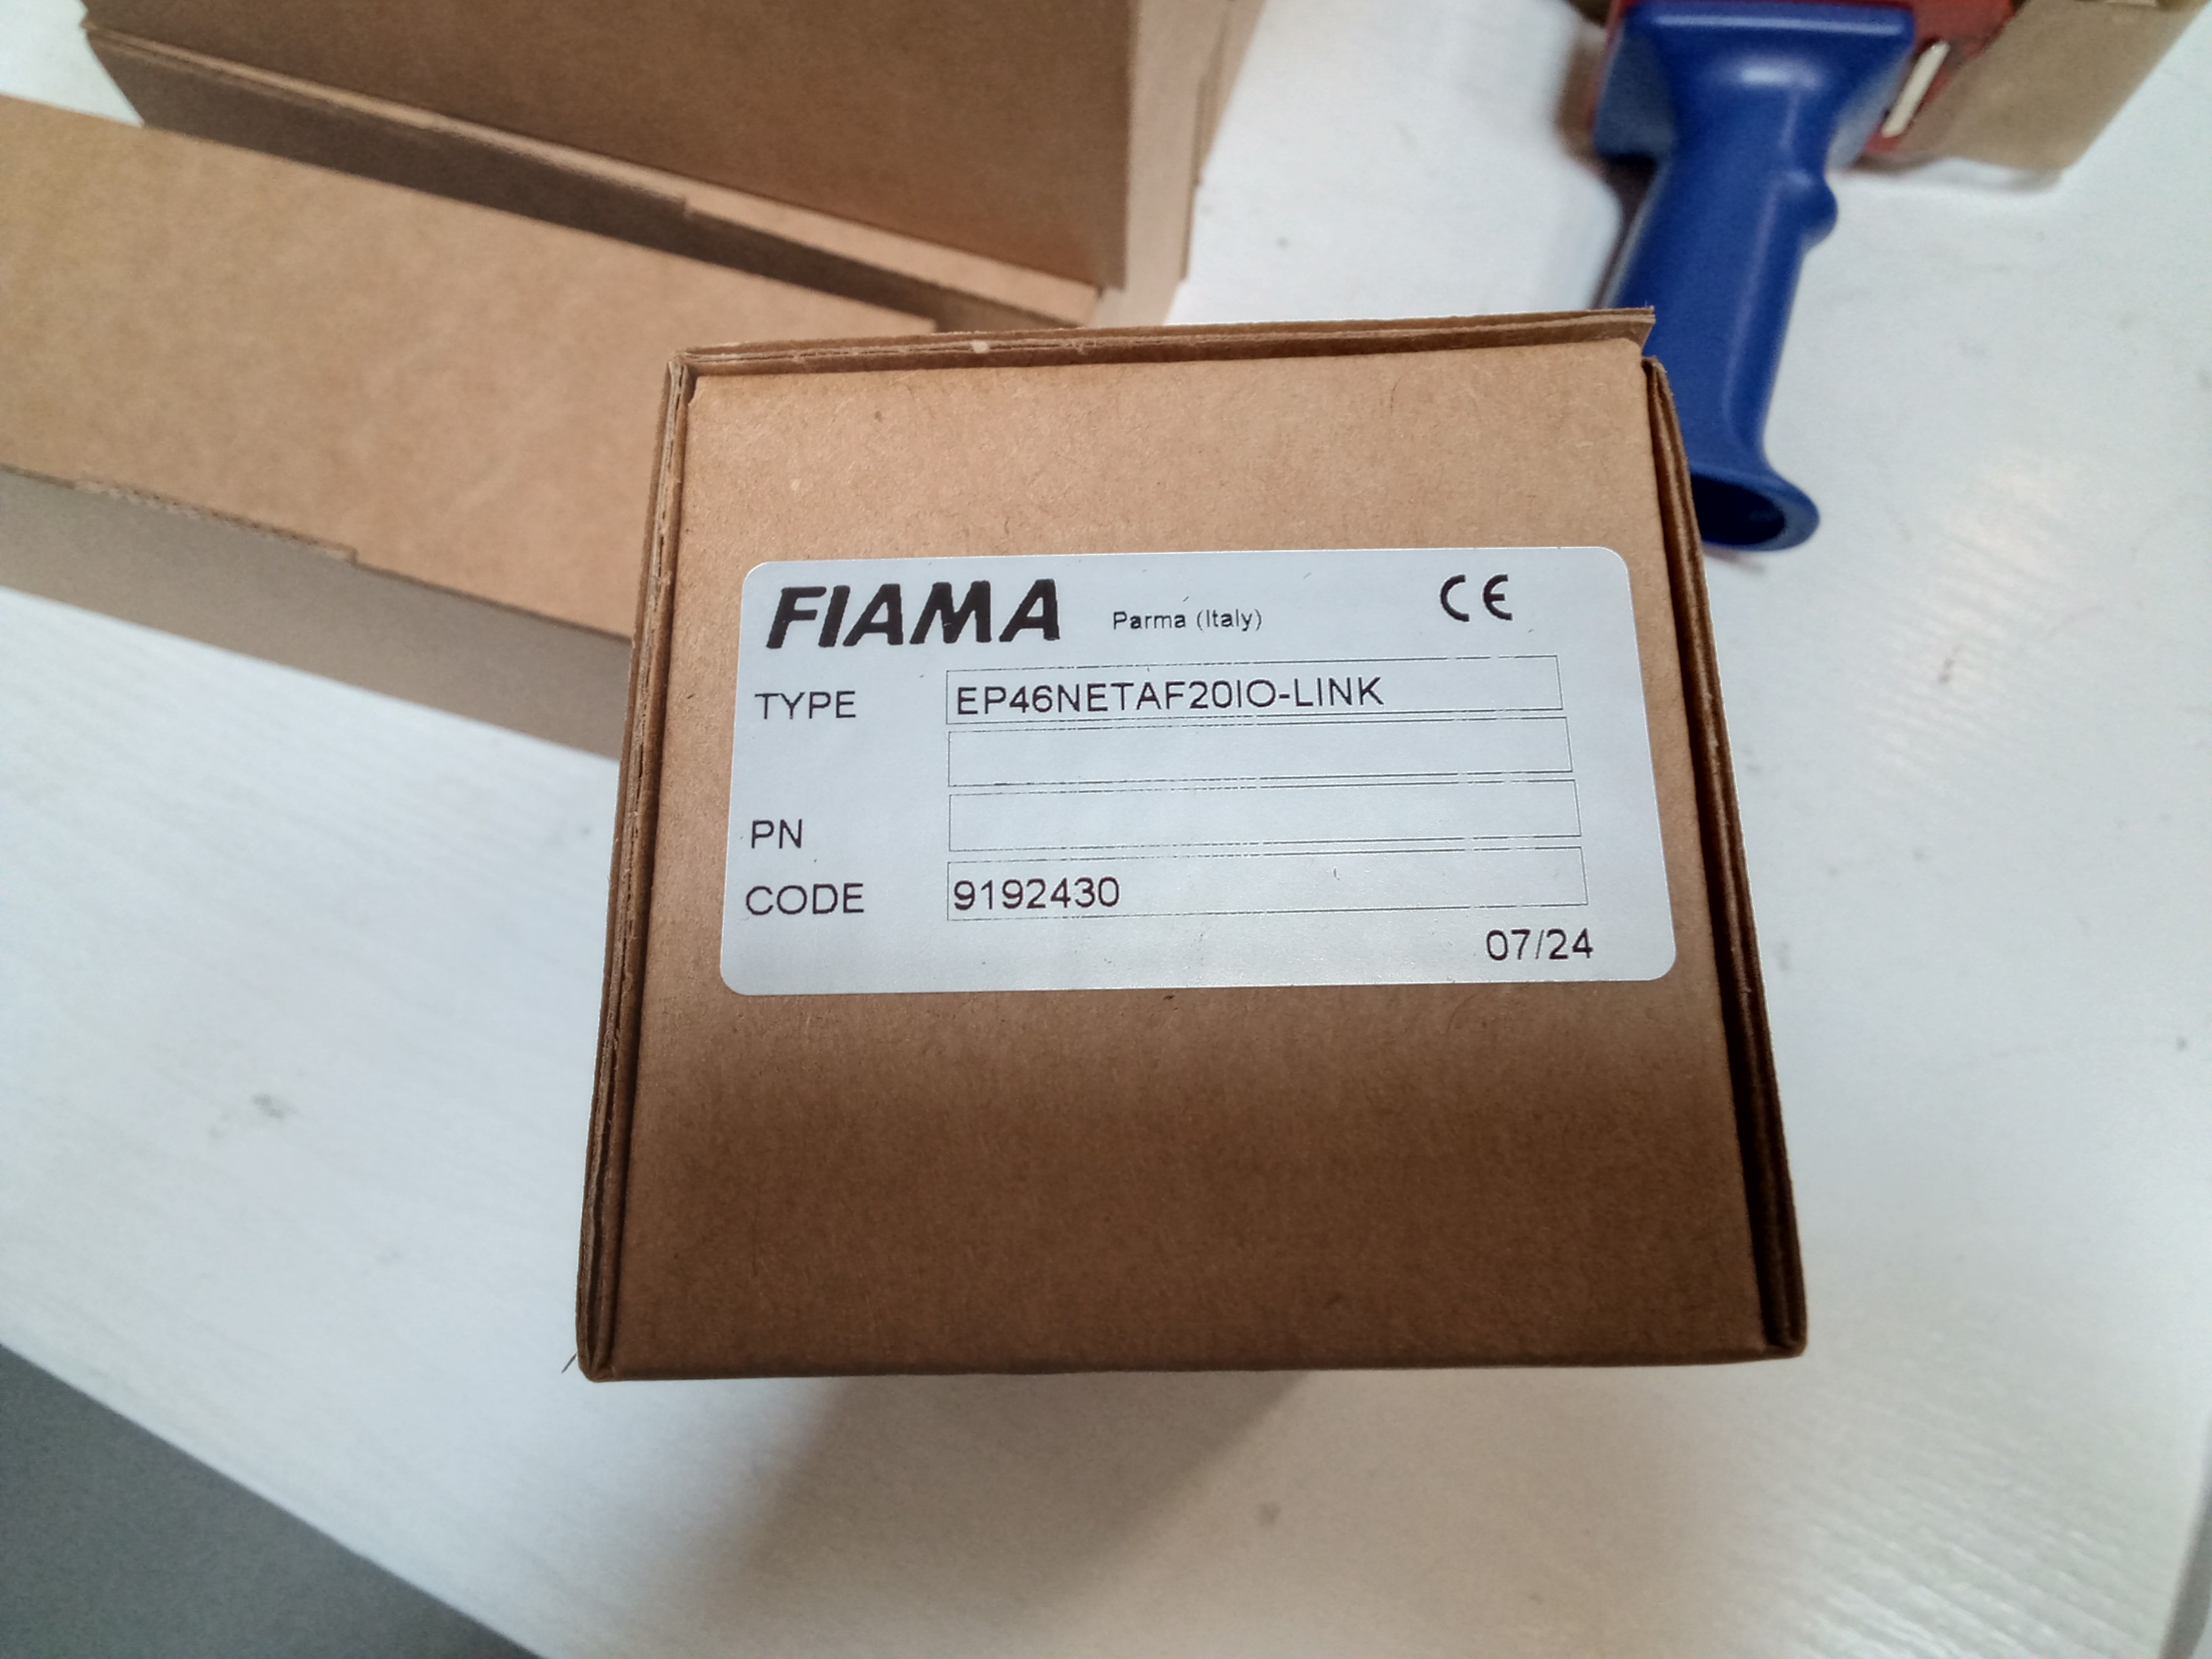 FIAMA Parma (Italy) CE
TYPE EP46NETAF20IO-LINK
PN
CODE 9192430
07/24